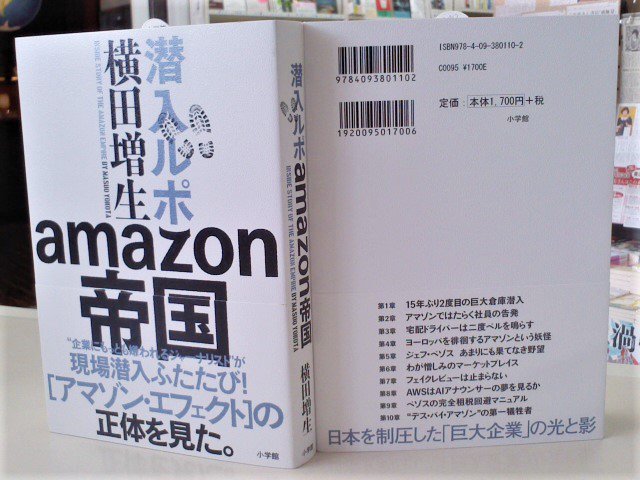 潜入ルポ
横田増生
INSIDE STORY OF THE AMAZON EMPIRE BY MASUO YOKOTA
amazon
帝国
"企業にもっとも嫌われるジャーナリスト"が
現場潜入ふたたび!
[アマゾン・エフェクト]の
正体を見た。
潜入ルポamazon帝国
INSIDE STORY OF THE AMAZON EMPIRE BY MASUO YOKOTA
横田増生
小学館
ISBN978-4-09-380110-2
C0095 ¥1700E
9784093801102
1920095017006
定価:本体1,700円+税
小学館
第1章 15年ぶり2度目の巨大倉庫潜入
第2章 アマゾンではたらく社員の告発
第3章 宅配ドライバーは二度ベルを鳴らす
第4章 ヨーロッパを徘徊するアマゾンという妖怪
第5章 ジェフ・ベゾス あまりにも果てなき野望
第6章 わが憎しみのマーケットプレイス
第7章 フェイクレビューは止まらない
第8章 AWSはAIアナウンサーの夢を見るか
第9章 ベゾスの完全租税回避マニュアル
第10章 "デス・バイ・アマゾン"の第一犠牲者
日本を制圧した「巨大企業」の光と影
渦